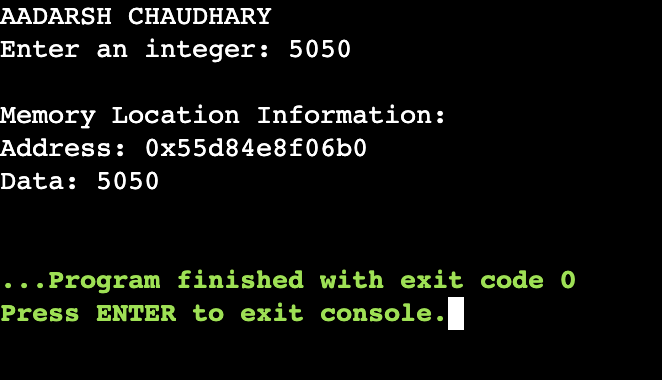 AADARSH CHAUDHARY
Enter an integer: 5050
Memory Location Information:
Address: 0x55d84e8f06b0
Data: 5050
...Program finished with exit code 0
Press ENTER to exit console.